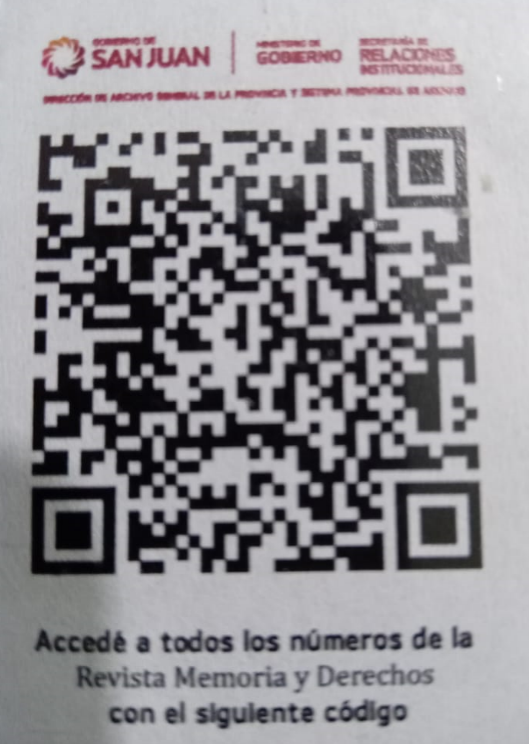 GOBIERNO DE
SAN JUAN
MINISTERIO DE
GOBIERNO
SECRETARÍA DE
RELACIONES
INSTITUCIONALES
DIRECCIÓN DE ARCHIVO GENERAL DE LA PROVINCIA Y SISTEMA PROVINCIAL DE ARCHIVO
Accedé a todos los números de la
Revista Memoria y Derechos
con el siguiente código